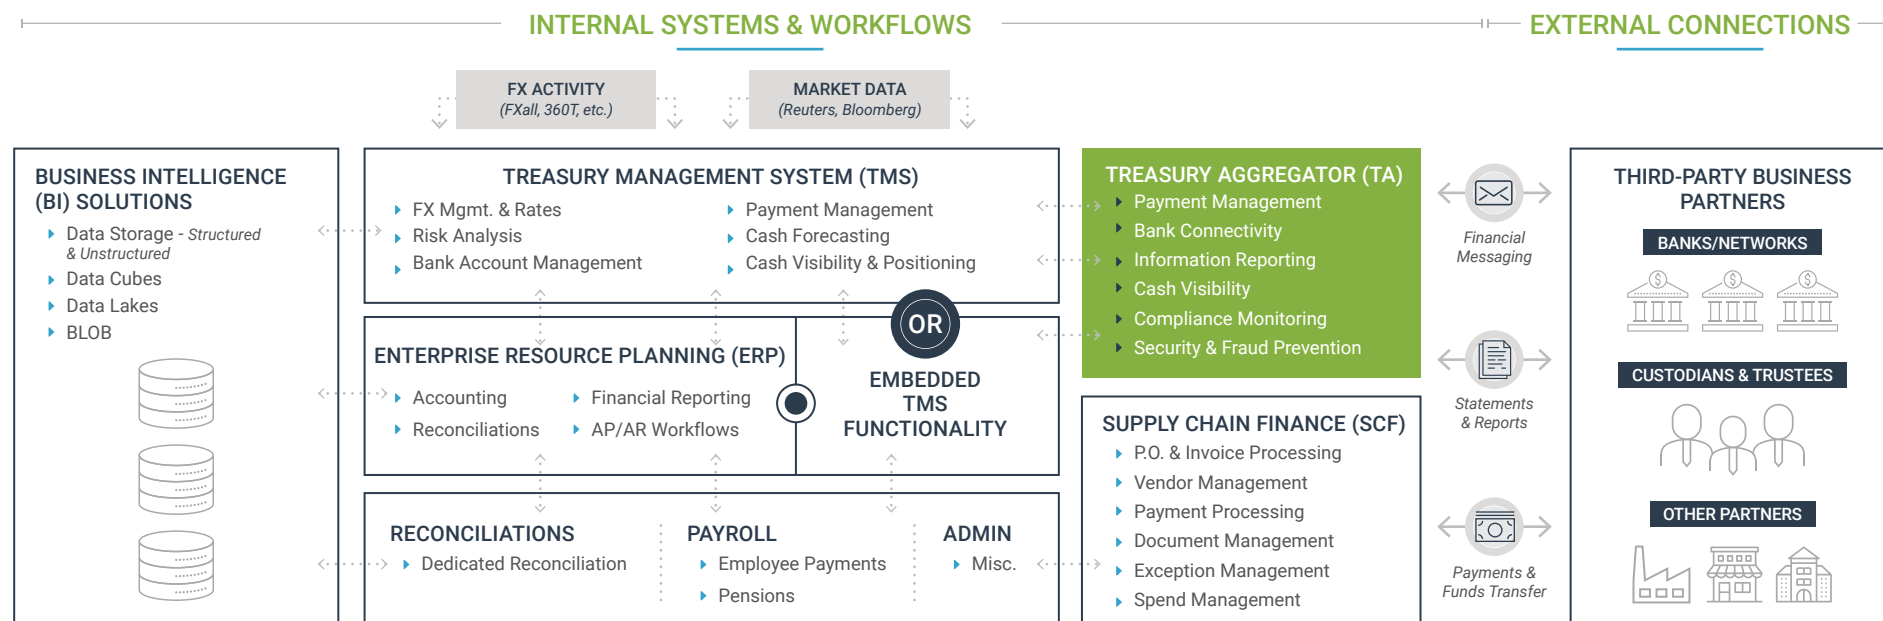 INTERNAL SYSTEMS & WORKFLOWS
EXTERNAL CONNECTIONS
FX ACTIVITY
(FXall, 360T, etc.)
MARKET DATA
(Reuters, Bloomberg)
BUSINESS INTELLIGENCE
(BI) SOLUTIONS
Data Storage - Structured
& Unstructured
Data Cubes
Data Lakes
BLOB
TREASURY MANAGEMENT SYSTEM (TMS)
FX Mgmt. & Rates
Risk Analysis
Bank Account Management
Payment Management
Cash Forecasting
Cash Visibility & Positioning
OR
ENTERPRISE RESOURCE PLANNING (ERP)
Accounting
Reconciliations
Financial Reporting
AP/AR Workflows
EMBEDDED
TMS
FUNCTIONALITY
RECONCILIATIONS
Dedicated Reconciliation
PAYROLL
Employee Payments
Pensions
ADMIN
Misc.
TREASURY AGGREGATOR (TA)
Payment Management
Bank Connectivity
Information Reporting
Cash Visibility
Compliance Monitoring
Security & Fraud Prevention
SUPPLY CHAIN FINANCE (SCF)
P.O. & Invoice Processing
Vendor Management
Payment Processing
Document Management
Exception Management
Spend Management
Financial
Messaging
Statements
& Reports
Payments &
Funds Transfer
THIRD-PARTY BUSINESS
PARTNERS
BANKS/NETWORKS
$ $ $
CUSTODIANS & TRUSTEES
OTHER PARTNERS